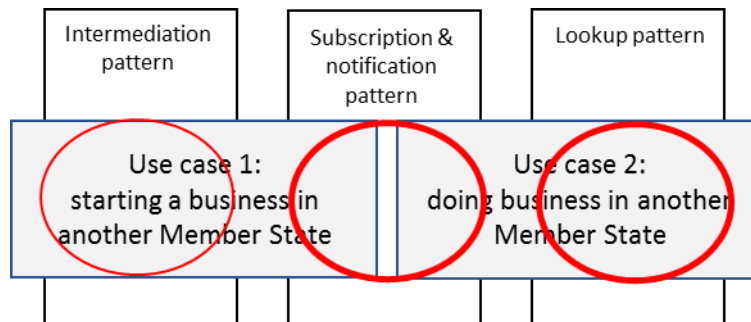 Intermediation
pattern
Subscription &
notification
pattern
Lookup pattern
Use case 1:
starting a business in
another Member State
Use case 2:
doing business in another
Member State